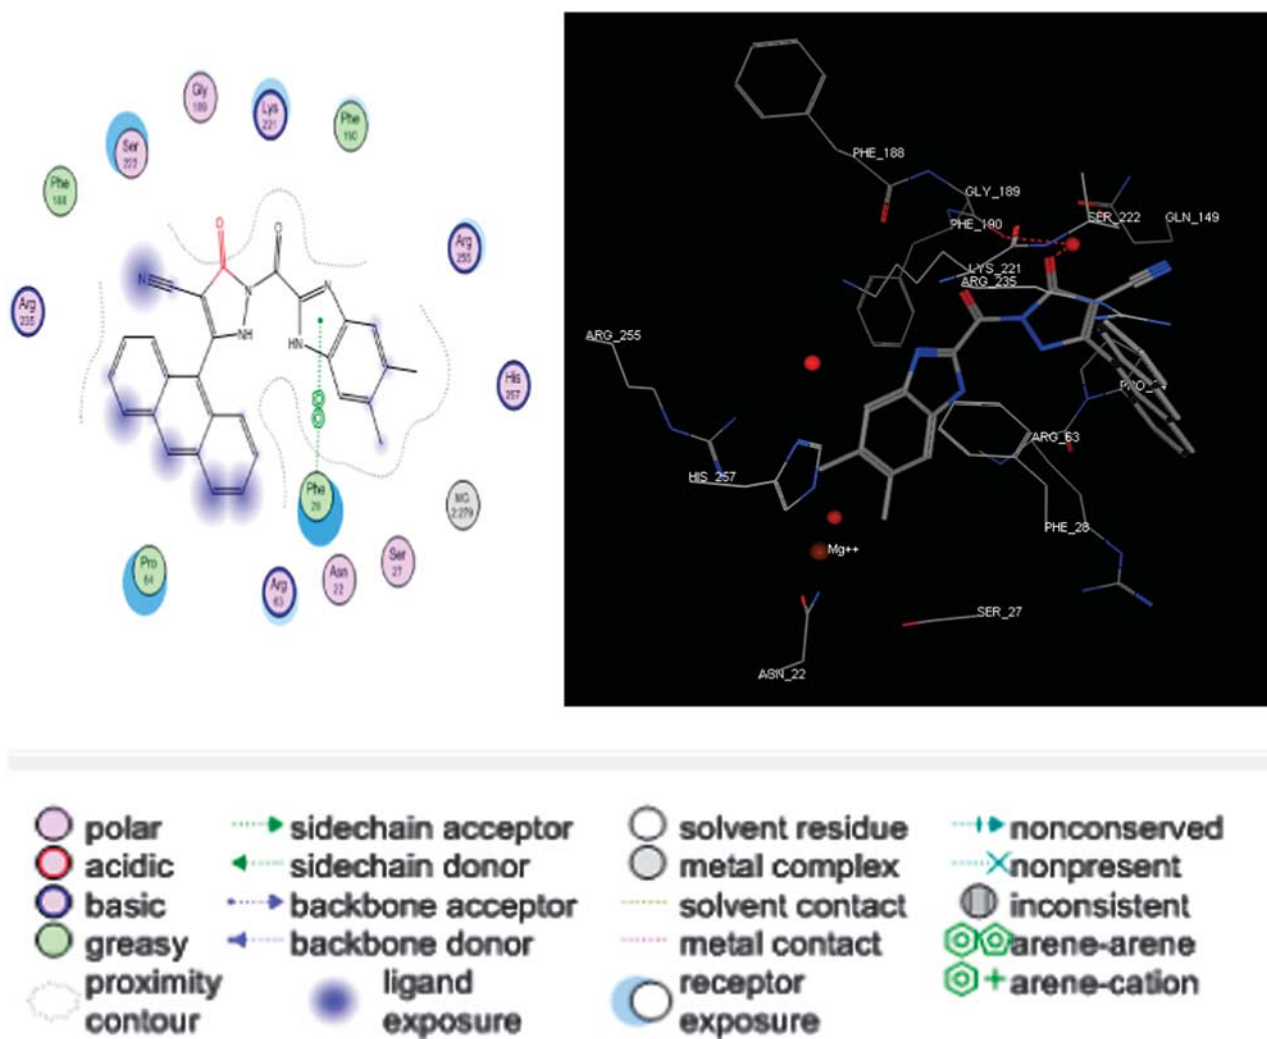 Gly
189
Lys
221
Phe
190
Ser
222
Phe
188
Arg
255
Arg
235
His
257
O
O
N
N
N
NH
HN
Phe
28
MG
2:279
Ser
27
Asn
22
Arg
63
Pro
64
PHE_188
GLY_189
PHE_190
SER_222
GLN_149
LYS_221
ARG_235
ARG_255
ARG_63
HIS_257
PHE_28
Mg++
SER_27
ASN_22
polar
acidic
basic
greasy
proximity
contour
sidechain acceptor
sidechain donor
backbone acceptor
backbone donor
ligand
exposure
solvent residue
metal complex
solvent contact
metal contact
receptor
exposure
nonconserved
nonpresent
inconsistent
arene-arene
arene-cation